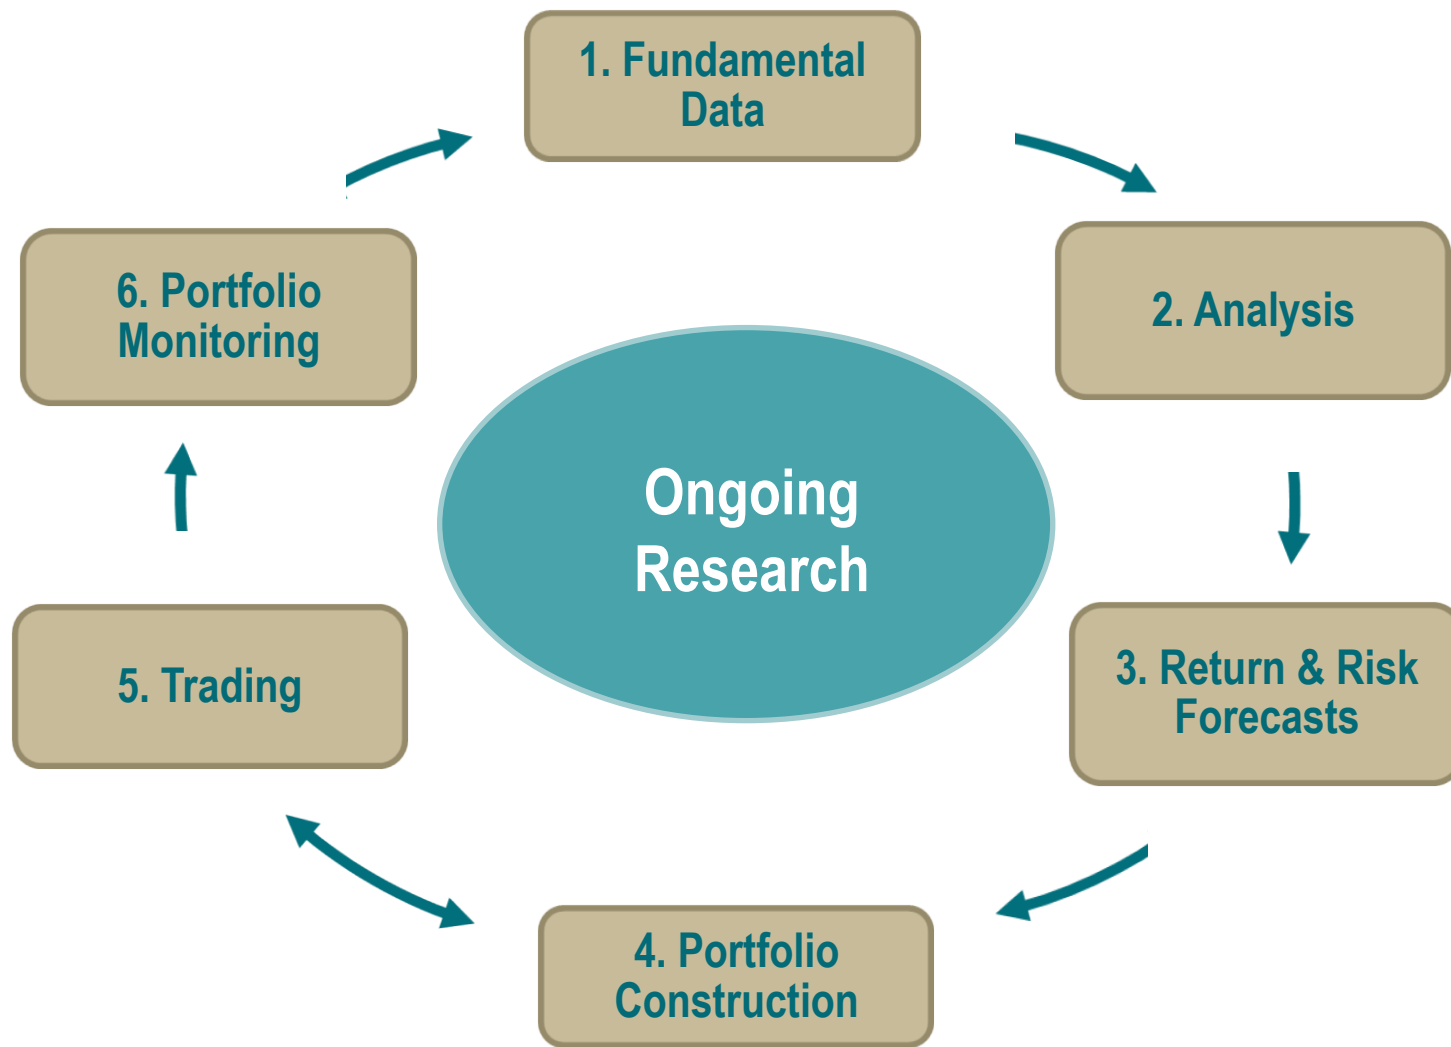 1. Fundamental
Data
2. Analysis
3. Return & Risk
Forecasts
4. Portfolio
Construction
5. Trading
6. Portfolio
Monitoring
Ongoing
Research